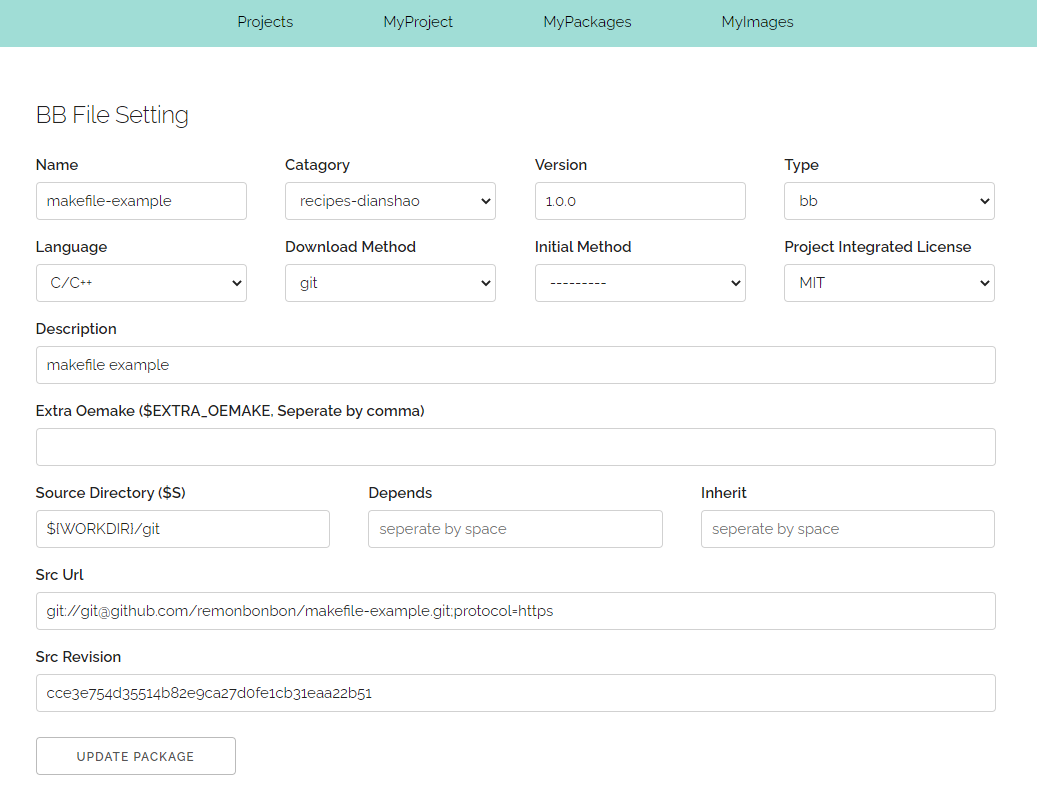 Projects MyProject MyPackages MyImages
BB File Setting
Name Catagory Version Type
makefile-example recipes-dianshao 1.0.0 bb
Language Download Method Initial Method Project Integrated License
C/C++ git --------- MIT
Description
makefile example
Extra Oemake ($EXTRA_OEMAKE, Seperate by comma)
Source Directory ($S) Depends Inherit
${WORKDIR}/git seperate by space seperate by space
Src Url
git://git@github.com/remonbonbon/makefile-example.git;protocol=https
Src Revision
cce3e754d35514b82e9ca27d0fe1cb31eaa22b51
UPDATE PACKAGE